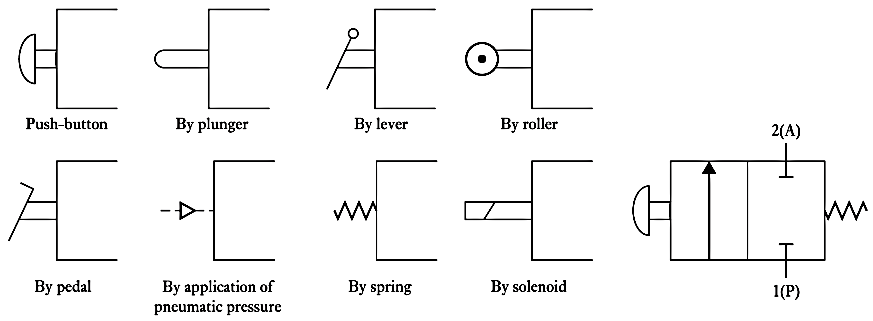 Push-button
By plunger
By lever
By roller
2(A)
By pedal
By application of
pneumatic pressure
By spring
By solenoid
1(P)